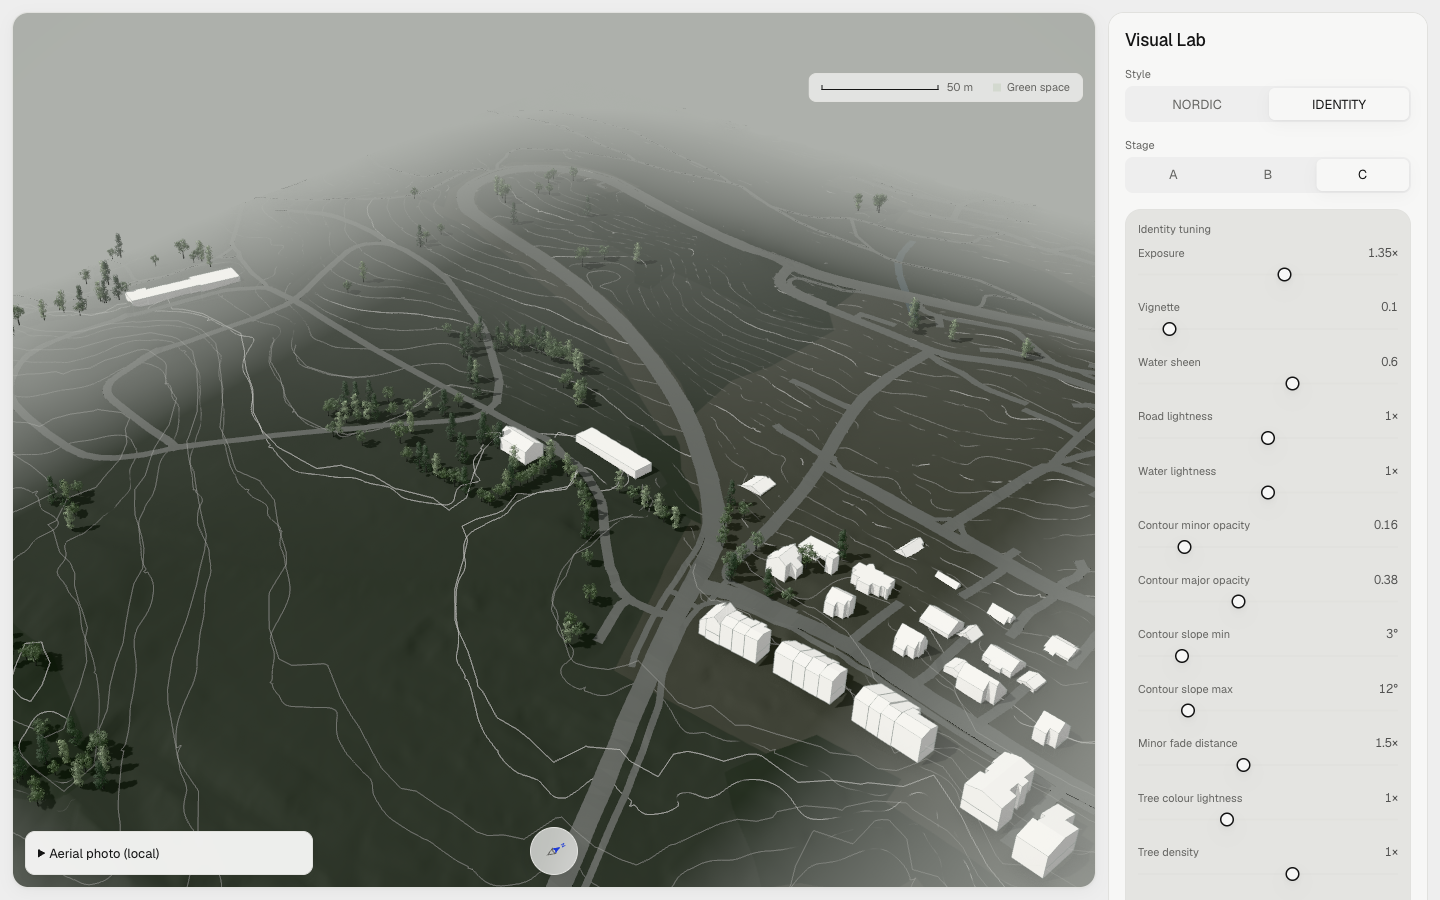 50 m Green space
Aerial photo (local)
Visual Lab
Style
NORDIC IDENTITY
Stage
A B C
Identity tuning
Exposure 1.35×
Vignette 0.1
Water sheen 0.6
Road lightness 1×
Water lightness 1×
Contour minor opacity 0.16
Contour major opacity 0.38
Contour slope min 3°
Contour slope max 12°
Minor fade distance 1.5×
Tree colour lightness 1×
Tree density 1×